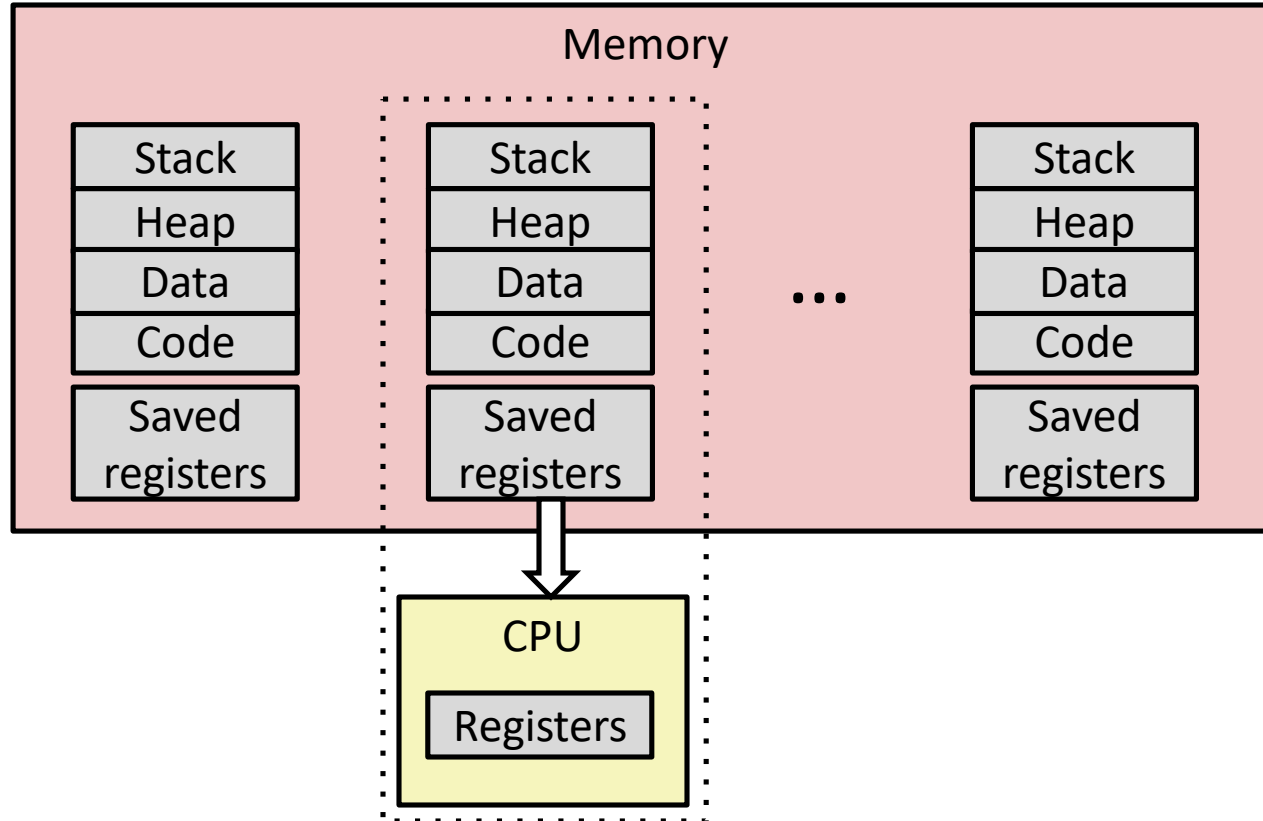 Memory
Stack
Heap
Data
Code
Saved
registers
Stack
Heap
Data
Code
Saved
registers
...
Stack
Heap
Data
Code
Saved
registers
CPU
Registers